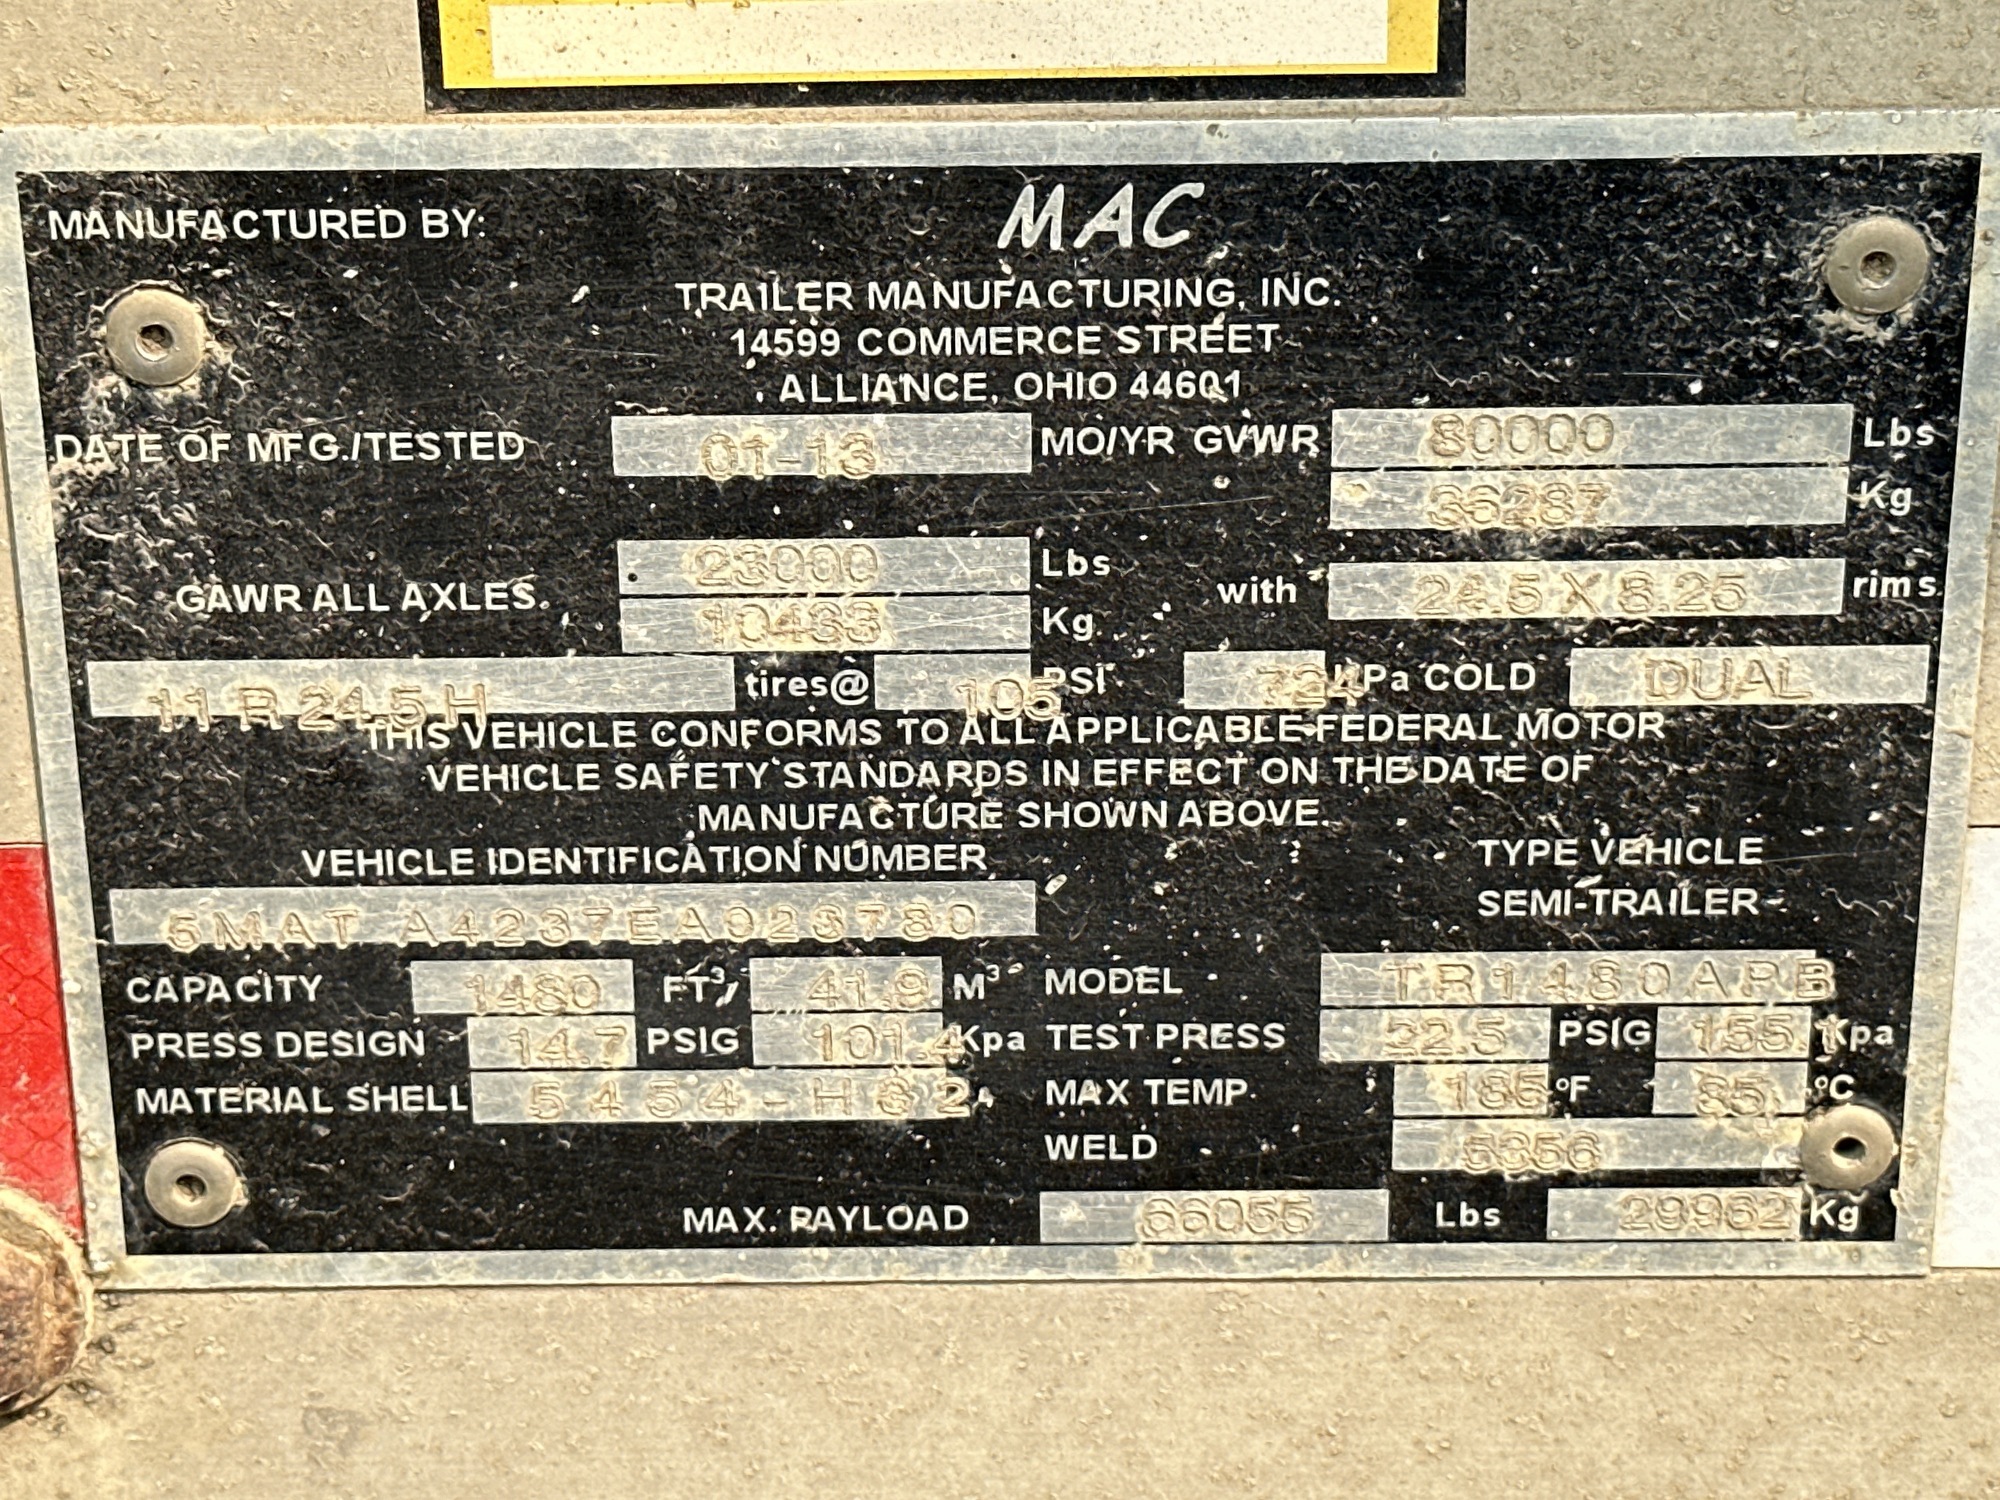 MANUFACTURED BY: MAC
TRAILER MANUFACTURING, INC.
14599 COMMERCE STREET
ALLIANCE, OHIO 44601
DATE OF MFG./TESTED 01-13 MO/YR GVWR 80000 Lbs
36287 Kg
GAWR ALL AXLES 23000 Lbs with 24.5 X 8.25 rims
10433 Kg
11 R 24.5 H tires@ 105 PSI 724 kPa COLD DUAL
THIS VEHICLE CONFORMS TO ALL APPLICABLE FEDERAL MOTOR
VEHICLE SAFETY STANDARDS IN EFFECT ON THE DATE OF
MANUFACTURE SHOWN ABOVE.
VEHICLE IDENTIFICATION NUMBER TYPE VEHICLE
5MAT A4237EA023780 SEMI-TRAILER
CAPACITY 1480 FT³, 41.9 M³ MODEL TR1480APB
PRESS DESIGN 14.7 PSIG 101.4 Kpa TEST PRESS 22.5 PSIG 155.1 Kpa
MATERIAL SHELL 5454-H32 MAX TEMP 185 °F 85 °C
WELD 5356
MAX. PAYLOAD 66055 Lbs 29962 Kg